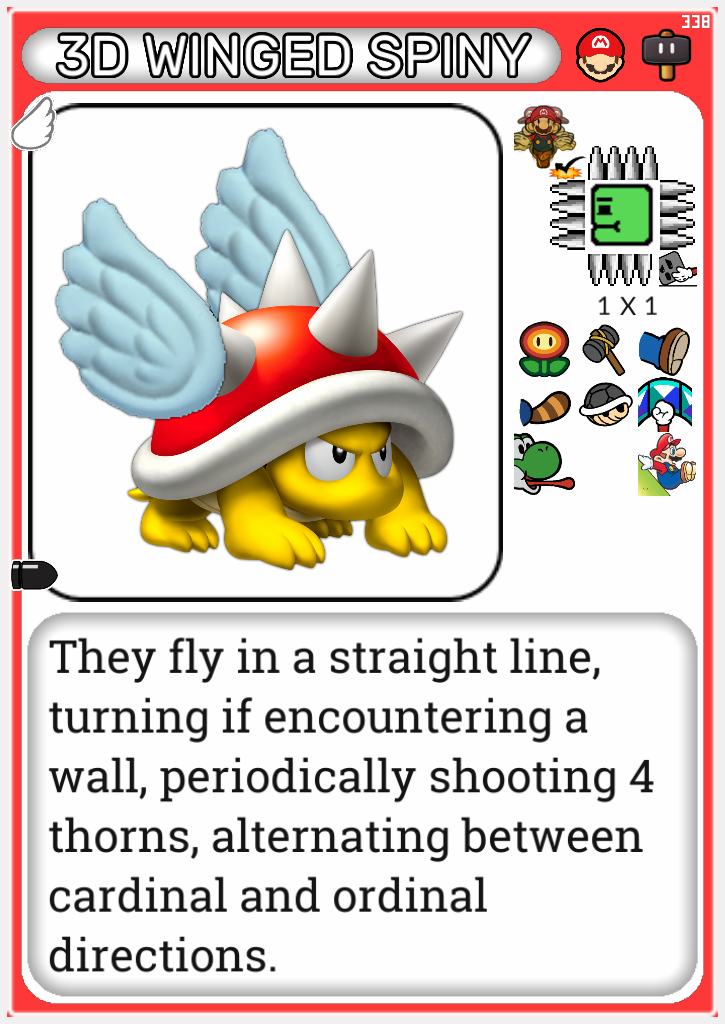 338
3D WINGED SPINY
1 X 1
They fly in a straight line,
turning if encountering a
wall, periodically shooting 4
thorns, alternating between
cardinal and ordinal
directions.